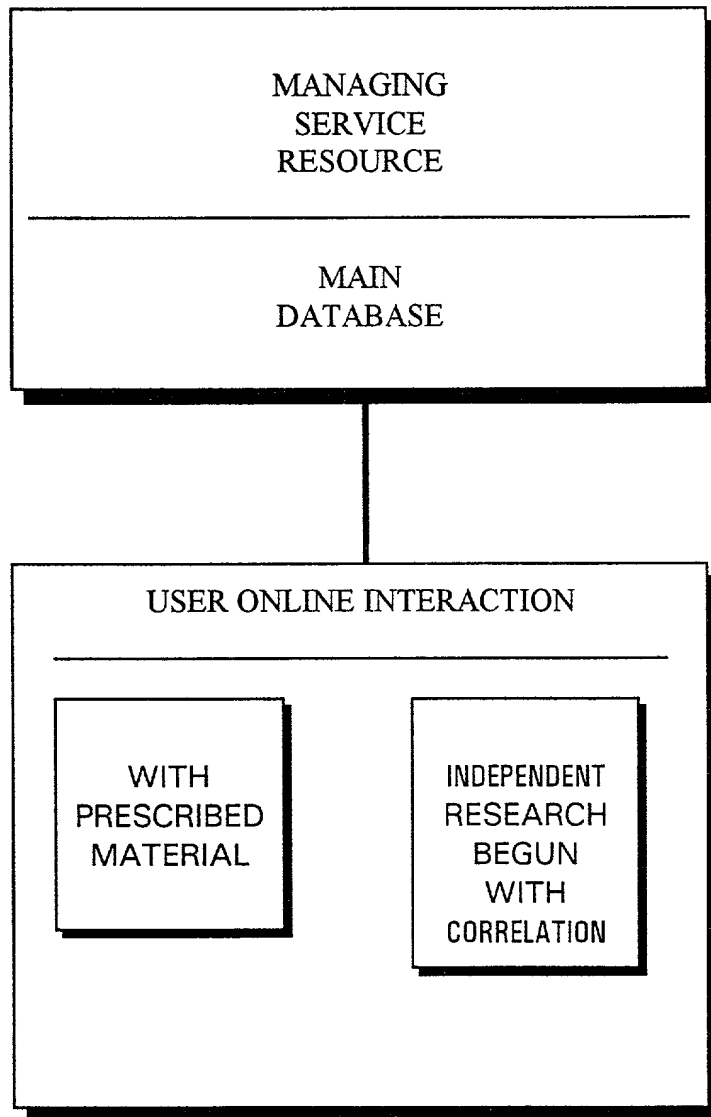 MANAGING
SERVICE
RESOURCE
MAIN
DATABASE
USER ONLINE INTERACTION
WITH
PRESCRIBED
MATERIAL
INDEPENDENT
RESEARCH
BEGUN
WITH
CORRELATION